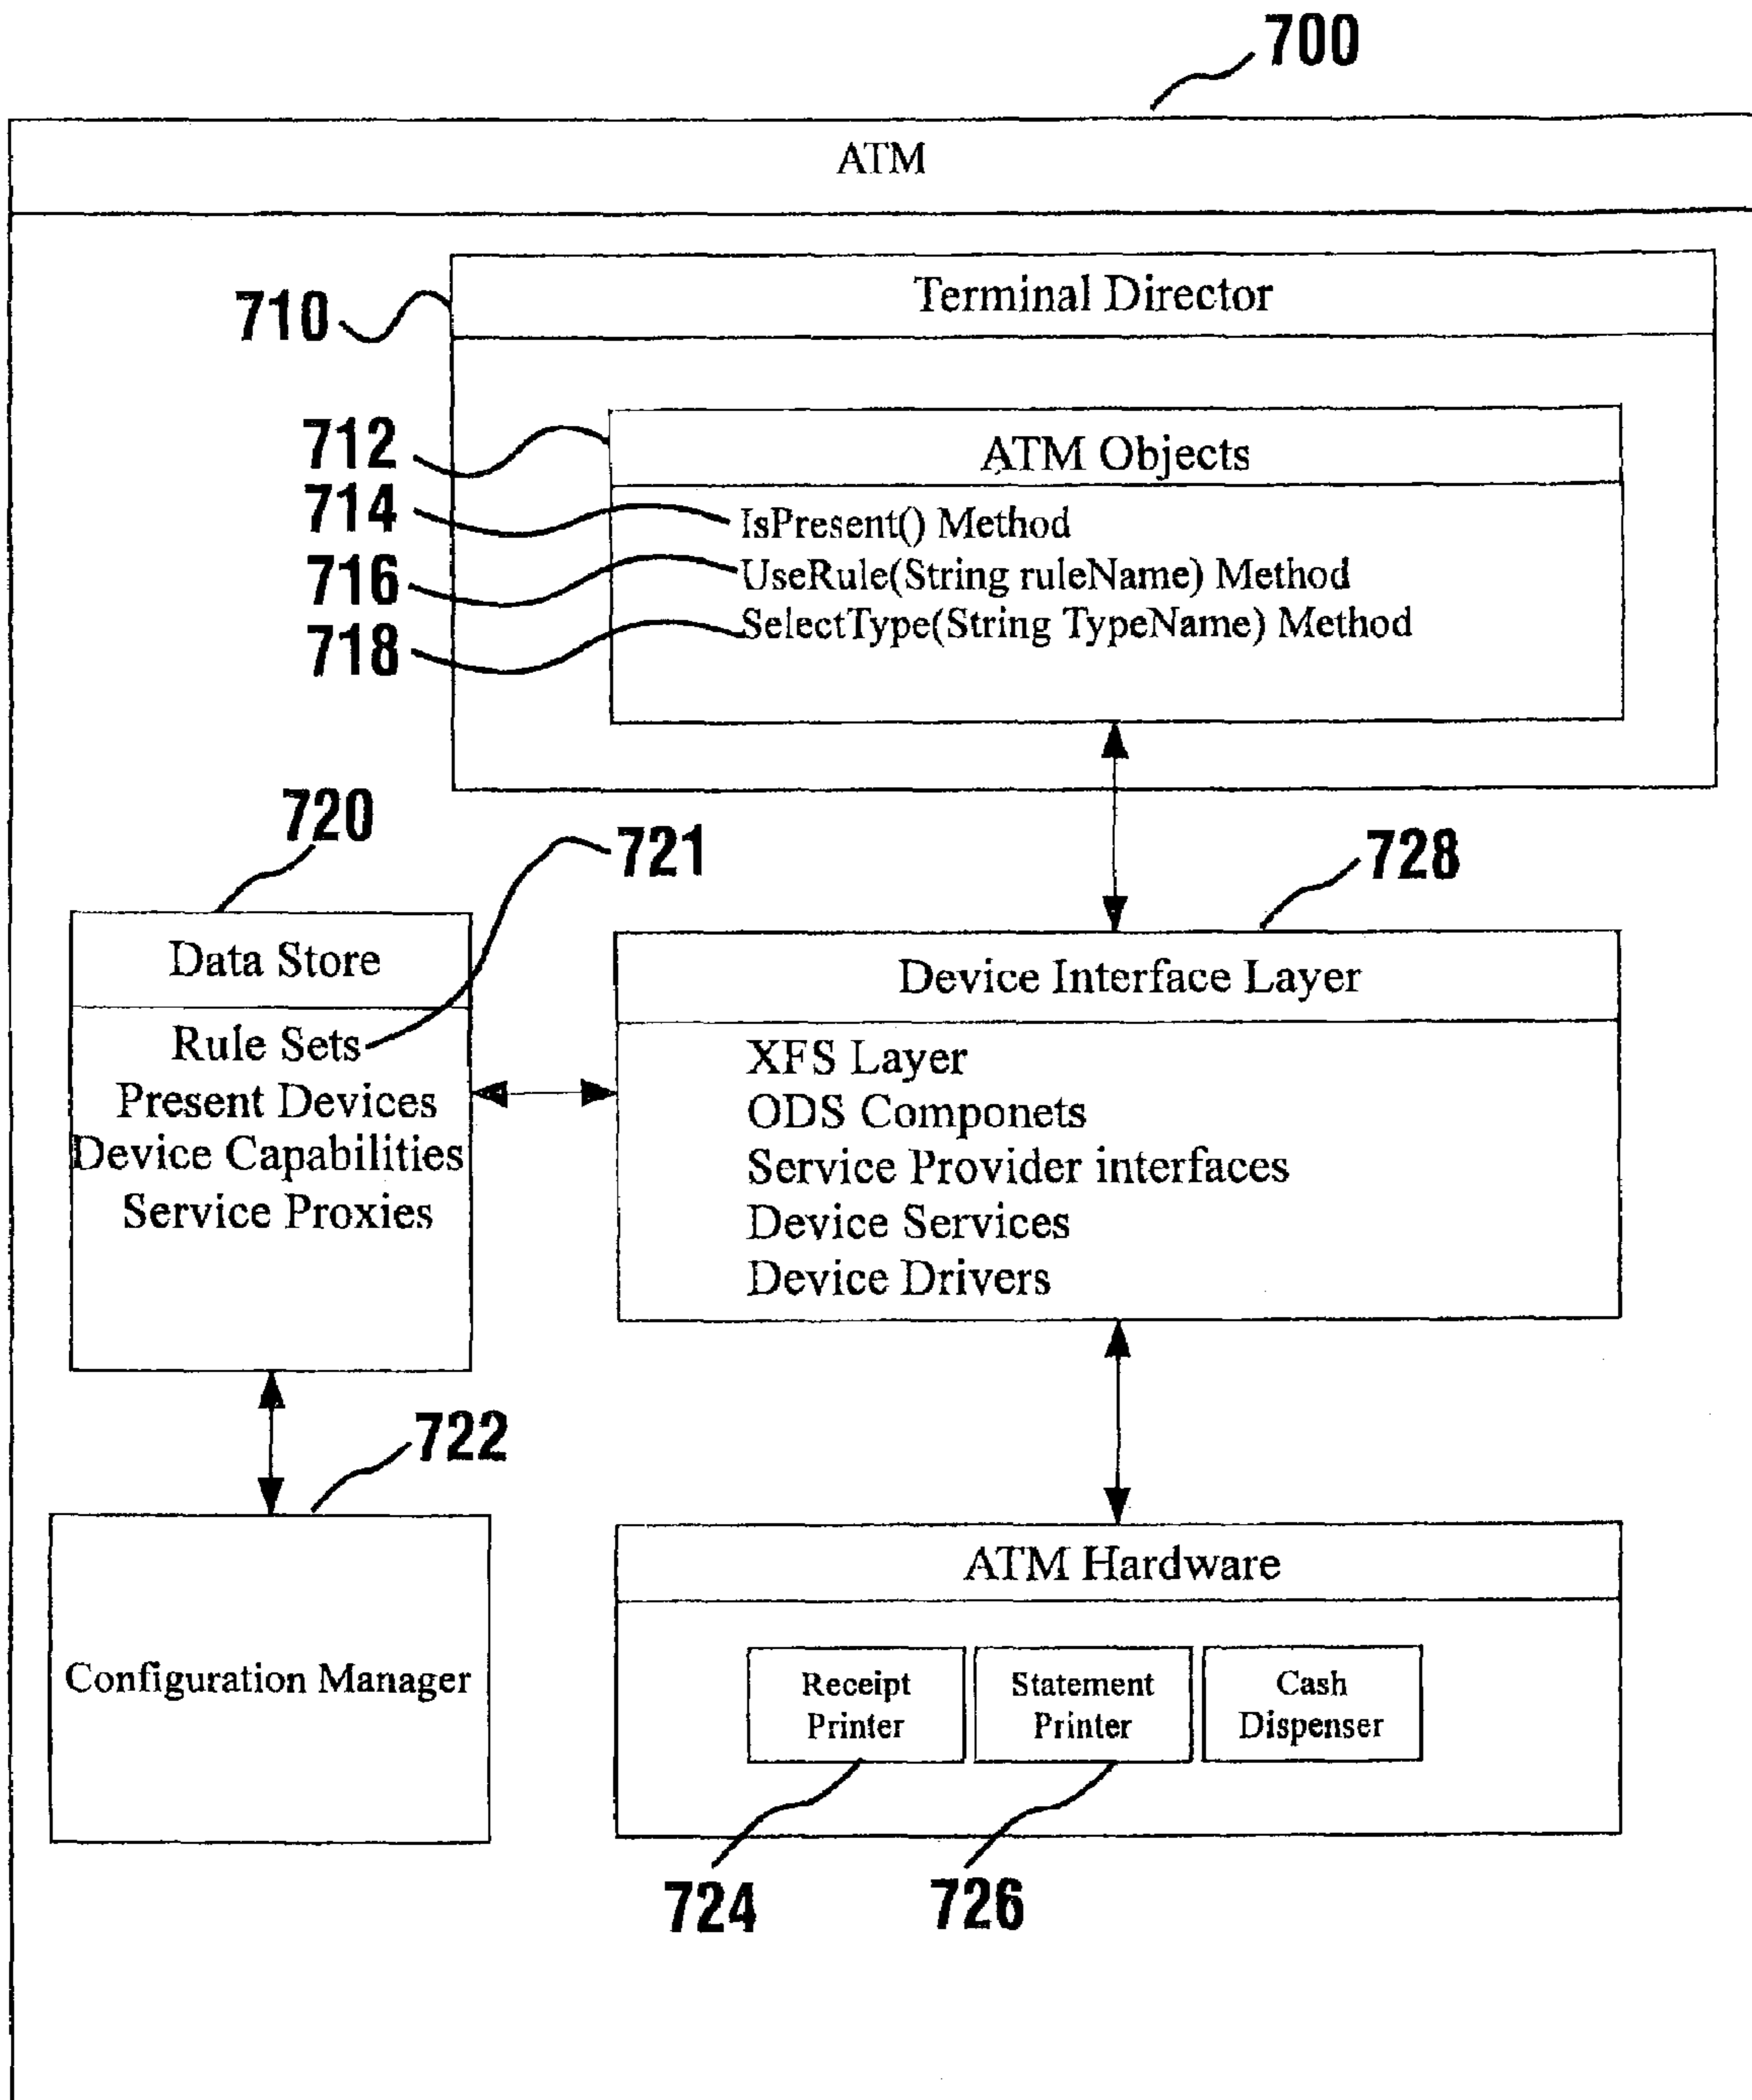 700
ATM
Terminal Director
710
712
ATM Objects
714
IsPresent() Method
716
UseRule(String ruleName) Method
718
SelectType(String TypeName) Method
720
721
728
Data Store
Rule Sets
Present Devices
Device Capabilities
Service Proxies
Device Interface Layer
XFS Layer
ODS Componets
Service Provider interfaces
Device Services
Device Drivers
722
Configuration Manager
ATM Hardware
Receipt
Printer
Statement
Printer
Cash
Dispenser
724
726